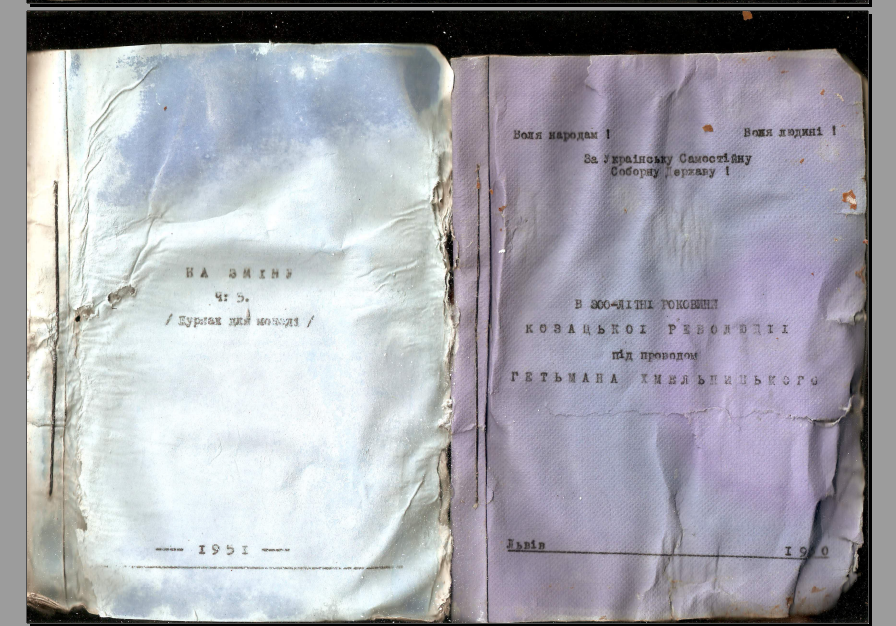 НА ЗМІНУ
Ч: 5.
/ Журнал для молоді /
1951
Воля народам !
Воля людині !
За Українську Самостійну
Соборну Державу !
В 300-ЛІТНІ РОКОВИНИ
КОЗАЦЬКОЇ РЕВОЛЮЦІЇ
під проводом
ГЕТЬМАНА ХМЕЛЬНИЦЬКОГО
Львів